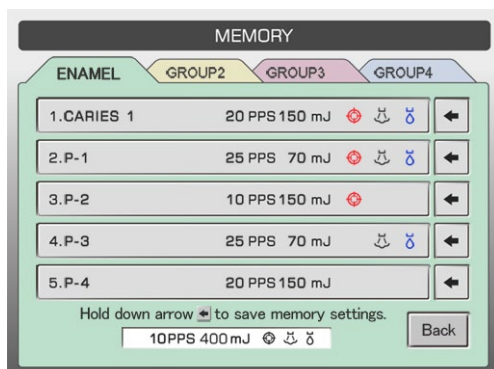 MEMORY
ENAMEL GROUP2 GROUP3 GROUP4
1.CARIES 1 20 PPS 150 mJ
2.P-1 25 PPS 70 mJ
3.P-2 10 PPS 150 mJ
4.P-3 25 PPS 70 mJ
5.P-4 20 PPS 150 mJ
Hold down arrow to save memory settings.
10PPS 400 mJ
Back